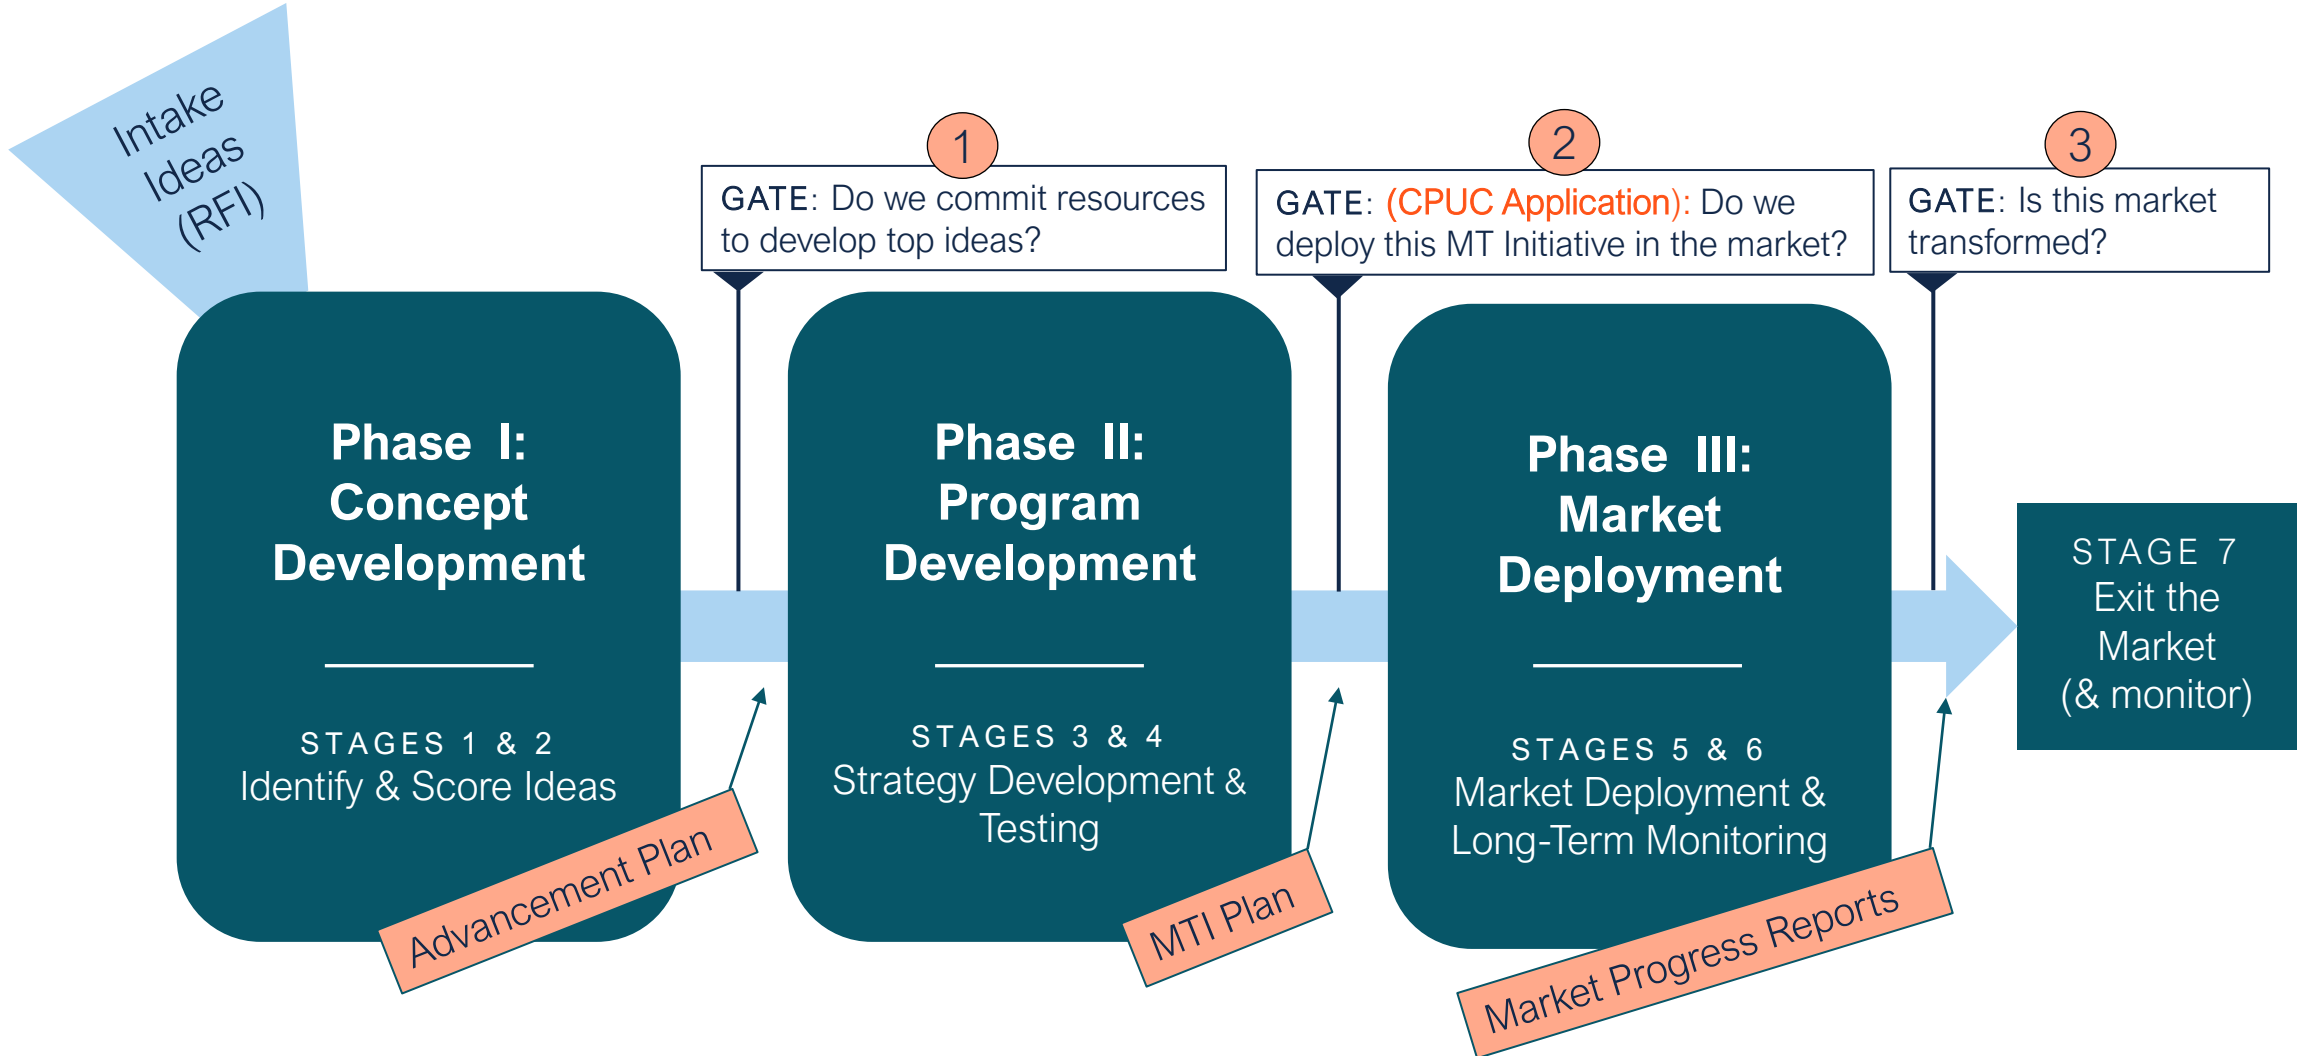 Intake
Ideas
(RFI)
1
GATE: Do we commit resources
to develop top ideas?
2
GATE: (CPUC Application): Do we
deploy this MT Initiative in the market?
3
GATE: Is this market
transformed?
Phase I:
Concept
Development
STAGES 1 & 2
Identify & Score Ideas
Advancement Plan
Phase II:
Program
Development
STAGES 3 & 4
Strategy Development &
Testing
MTI Plan
Phase III:
Market
Deployment
STAGES 5 & 6
Market Deployment &
Long-Term Monitoring
Market Progress Reports
STAGE 7
Exit the
Market
(& monitor)